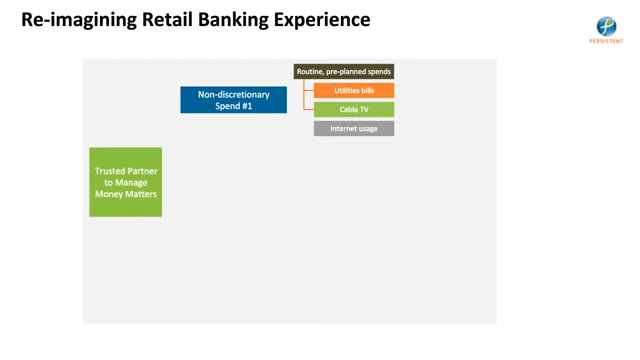 Re-imagining Retail Banking Experience
PERSISTENT
Routine, pre-planned spends
Non-discretionary
Spend #1
Utilities bills
Cable TV
Internet usage
Trusted Partner
to Manage
Money Matters